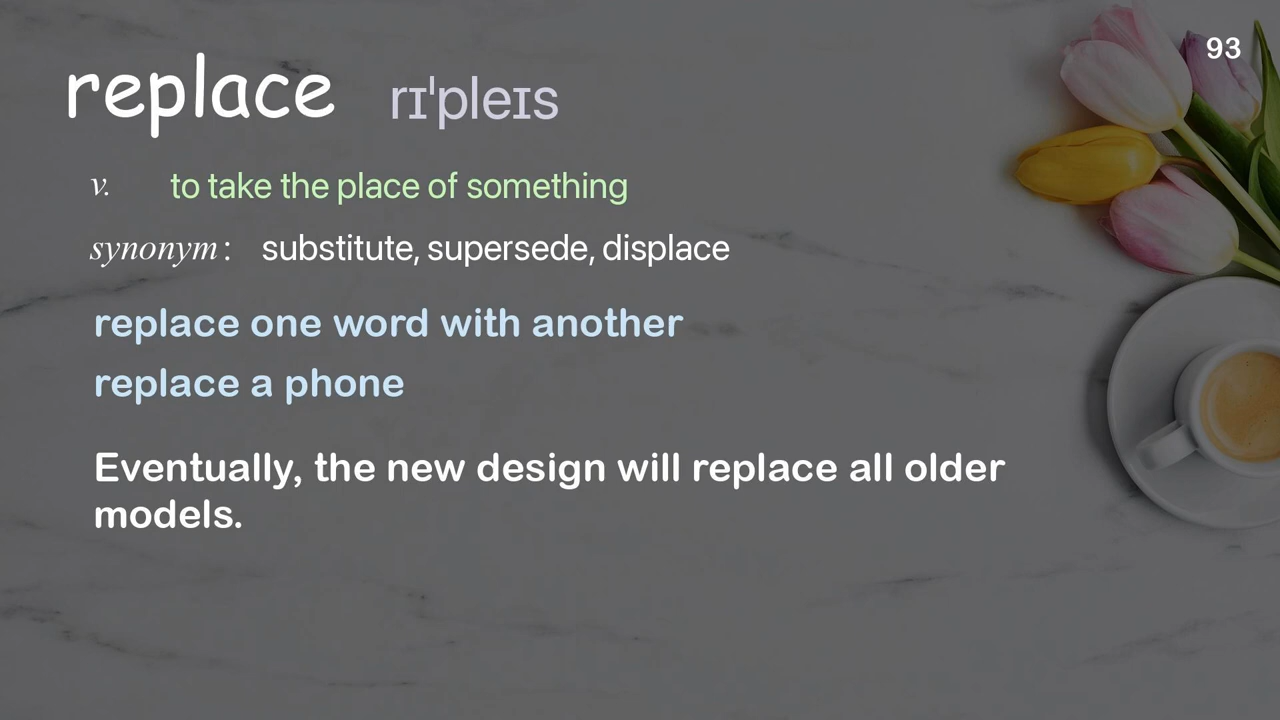 93
replace rɪˈpleɪs
v. to take the place of something
synonym: substitute, supersede, displace
replace one word with another
replace a phone
Eventually, the new design will replace all older
models.